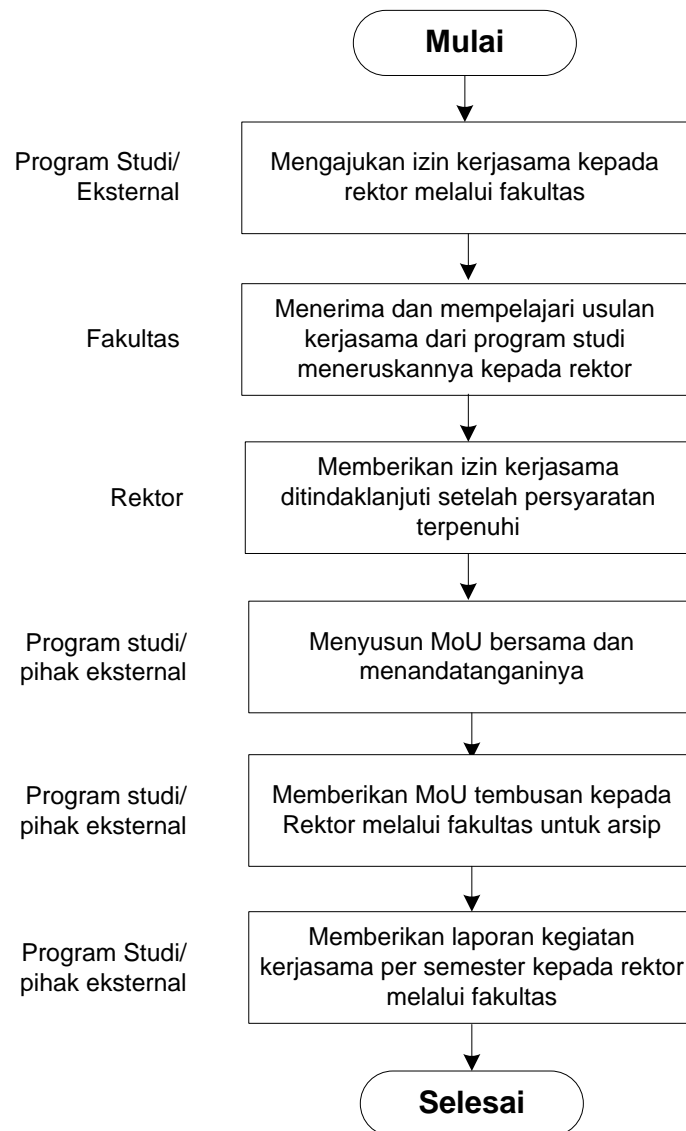 Mulai
Program Studi/
Eksternal
Mengajukan izin kerjasama kepada
rektor melalui fakultas
Fakultas
Menerima dan mempelajari usulan
kerjasama dari program studi
meneruskannya kepada rektor
Rektor
Memberikan izin kerjasama
ditindaklanjuti setelah persyaratan
terpenuhi
Program studi/
pihak eksternal
Menyusun MoU bersama dan
menandatanganinya
Program studi/
pihak eksternal
Memberikan MoU tembusan kepada
Rektor melalui fakultas untuk arsip
Program Studi/
pihak eksternal
Memberikan laporan kegiatan
kerjasama per semester kepada rektor
melalui fakultas
Selesai